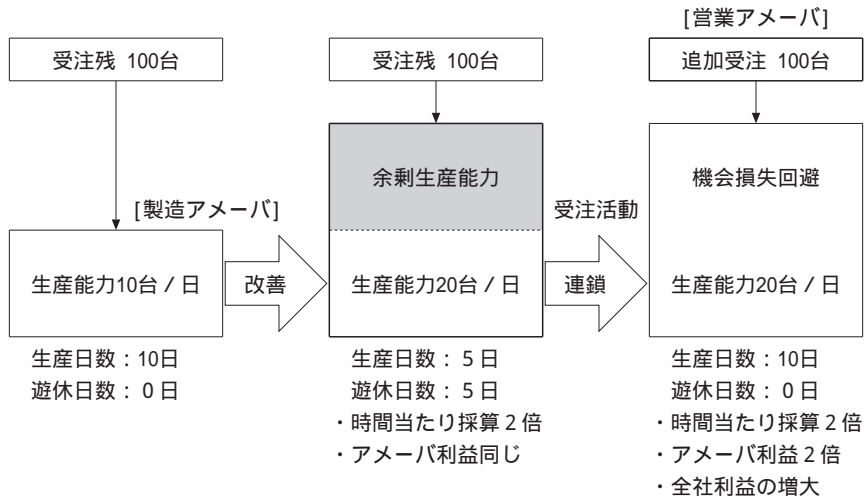 [営業アメーバ]
受注残 100台
受注残 100台
追加受注 100台
余剰生産能力
機会損失回避
[製造アメーバ]
受注活動
生産能力10台/日
改善
生産能力20台/日
連鎖
生産能力20台/日
生産日数:10日
遊休日数:0日
生産日数:5日
遊休日数:5日
・時間当たり採算2倍
・アメーバ利益同じ
生産日数:10日
遊休日数:0日
・時間当たり採算2倍
・アメーバ利益2倍
・全社利益の増大